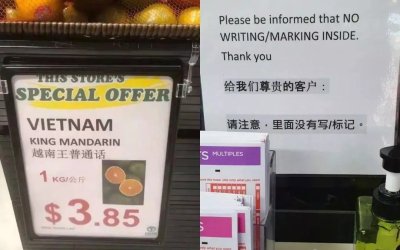 THIS STORE'S
SPECIAL OFFER
VIETNAM
KING MANDARIN
越南王普通话
1 KG/公斤
$3.85
Please be informed that NO
WRITING/MARKING INSIDE.
Thank you
给我们尊贵的客户：
请注意，里面没有写/标记。
MULTIPLES